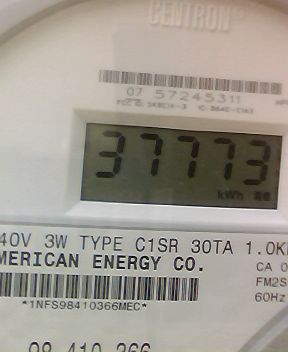 CENTRON
07 57245311
37773
kWh
40V 3W TYPE C1SR 30TA 1.0K
MERICAN ENERGY CO.
CA 0
FM2S
60Hz
*1NFS98410366MEC*
98 410 366